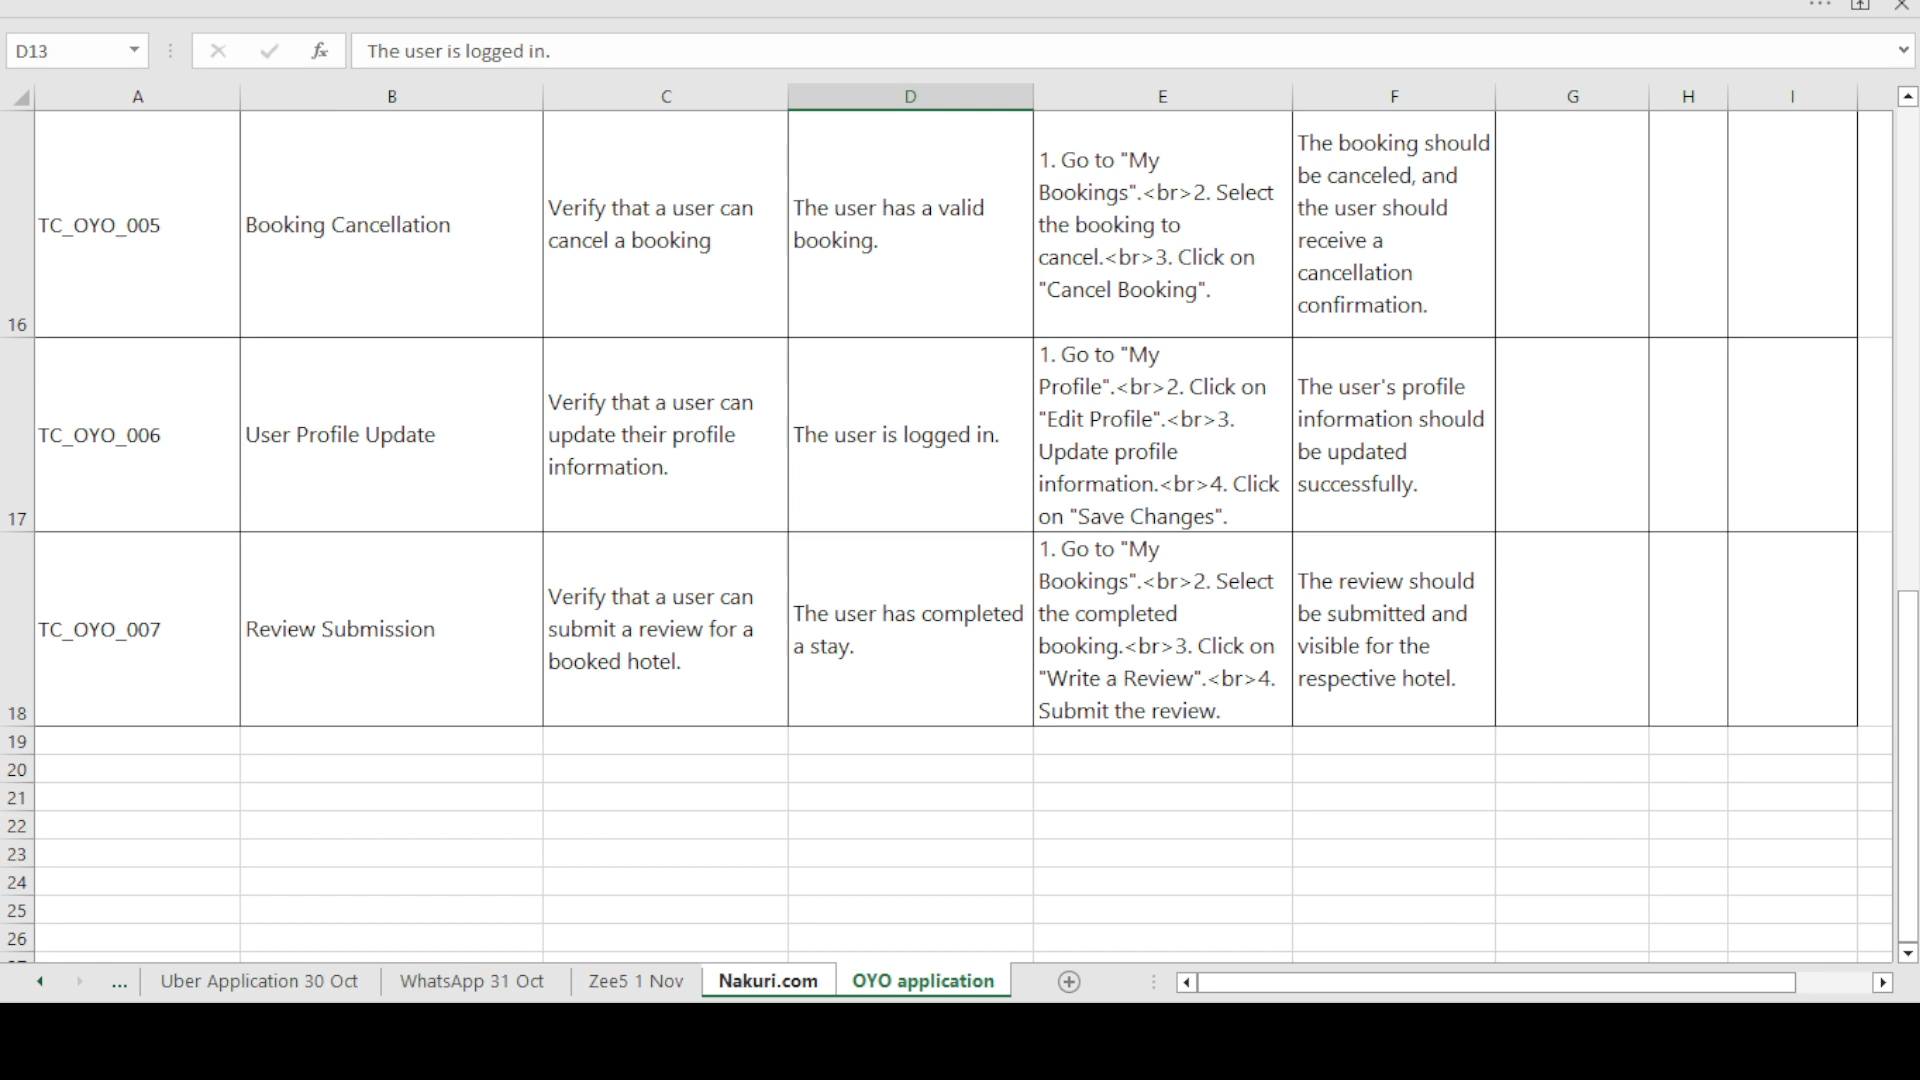 D13
fx
The user is logged in.
A B C D E F G H I
16
TC_OYO_005
Booking Cancellation
Verify that a user can
cancel a booking
The user has a valid
booking.
1. Go to "My
Bookings".<br>2. Select
the booking to
cancel.<br>3. Click on
"Cancel Booking".
The booking should
be canceled, and
the user should
receive a
cancellation
confirmation.
17
TC_OYO_006
User Profile Update
Verify that a user can
update their profile
information.
The user is logged in.
1. Go to "My
Profile".<br>2. Click on
"Edit Profile".<br>3.
Update profile
information.<br>4. Click
on "Save Changes".
The user's profile
information should
be updated
successfully.
18
TC_OYO_007
Review Submission
Verify that a user can
submit a review for a
booked hotel.
The user has completed
a stay.
1. Go to "My
Bookings".<br>2. Select
the completed
booking.<br>3. Click on
"Write a Review".<br>4.
Submit the review.
The review should
be submitted and
visible for the
respective hotel.
19
20
21
22
23
24
25
26
... Uber Application 30 Oct WhatsApp 31 Oct Zee5 1 Nov Nakuri.com OYO application